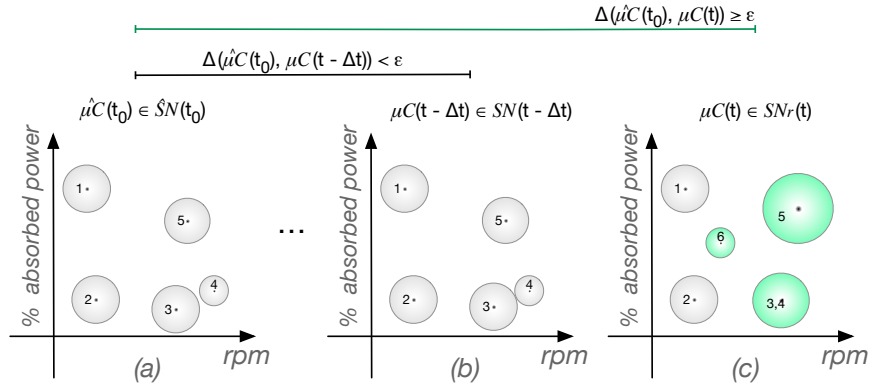 Δ(μ̂C(t₀), μC(t)) ≥ ε
Δ(μ̂C(t₀), μC(t - Δt)) < ε
μ̂C(t₀) ∈ ŜN(t₀)
μC(t - Δt) ∈ SN(t - Δt)
μC(t) ∈ SNr(t)
% absorbed power
1
5
2
3
4
rpm
(a)
...
% absorbed power
1
5
2
3
4
rpm
(b)
% absorbed power
1
5
6
2
3,4
rpm
(c)